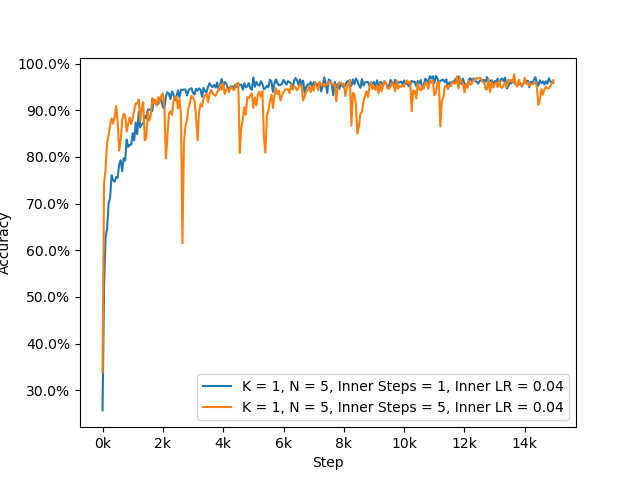 100.0%
90.0%
80.0%
70.0%
60.0%
50.0%
40.0%
30.0%
Accuracy
K = 1, N = 5, Inner Steps = 1, Inner LR = 0.04
K = 1, N = 5, Inner Steps = 5, Inner LR = 0.04
0k 2k 4k 6k 8k 10k 12k 14k
Step